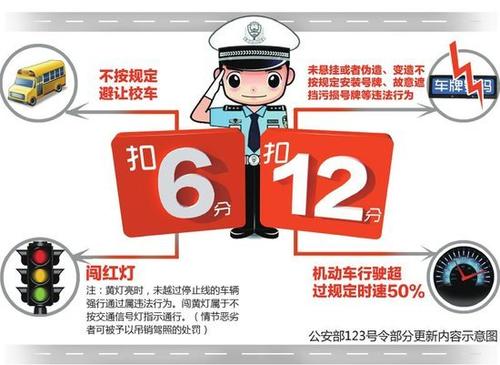 不按规定
避让校车
未悬挂或者伪造、变造不
按规定安装号牌、故意遮
挡污损号牌等违法行为
车牌号码
扣6分
扣12分
闯红灯
注：黄灯亮时，未越过停止线的车辆
强行通过属违法行为。闯黄灯属于不
按交通信号灯指示通行。（情节恶劣
者可被予以吊销驾照的处罚）
机动车行驶超
过规定时速50%
公安部123号令部分更新内容示意图